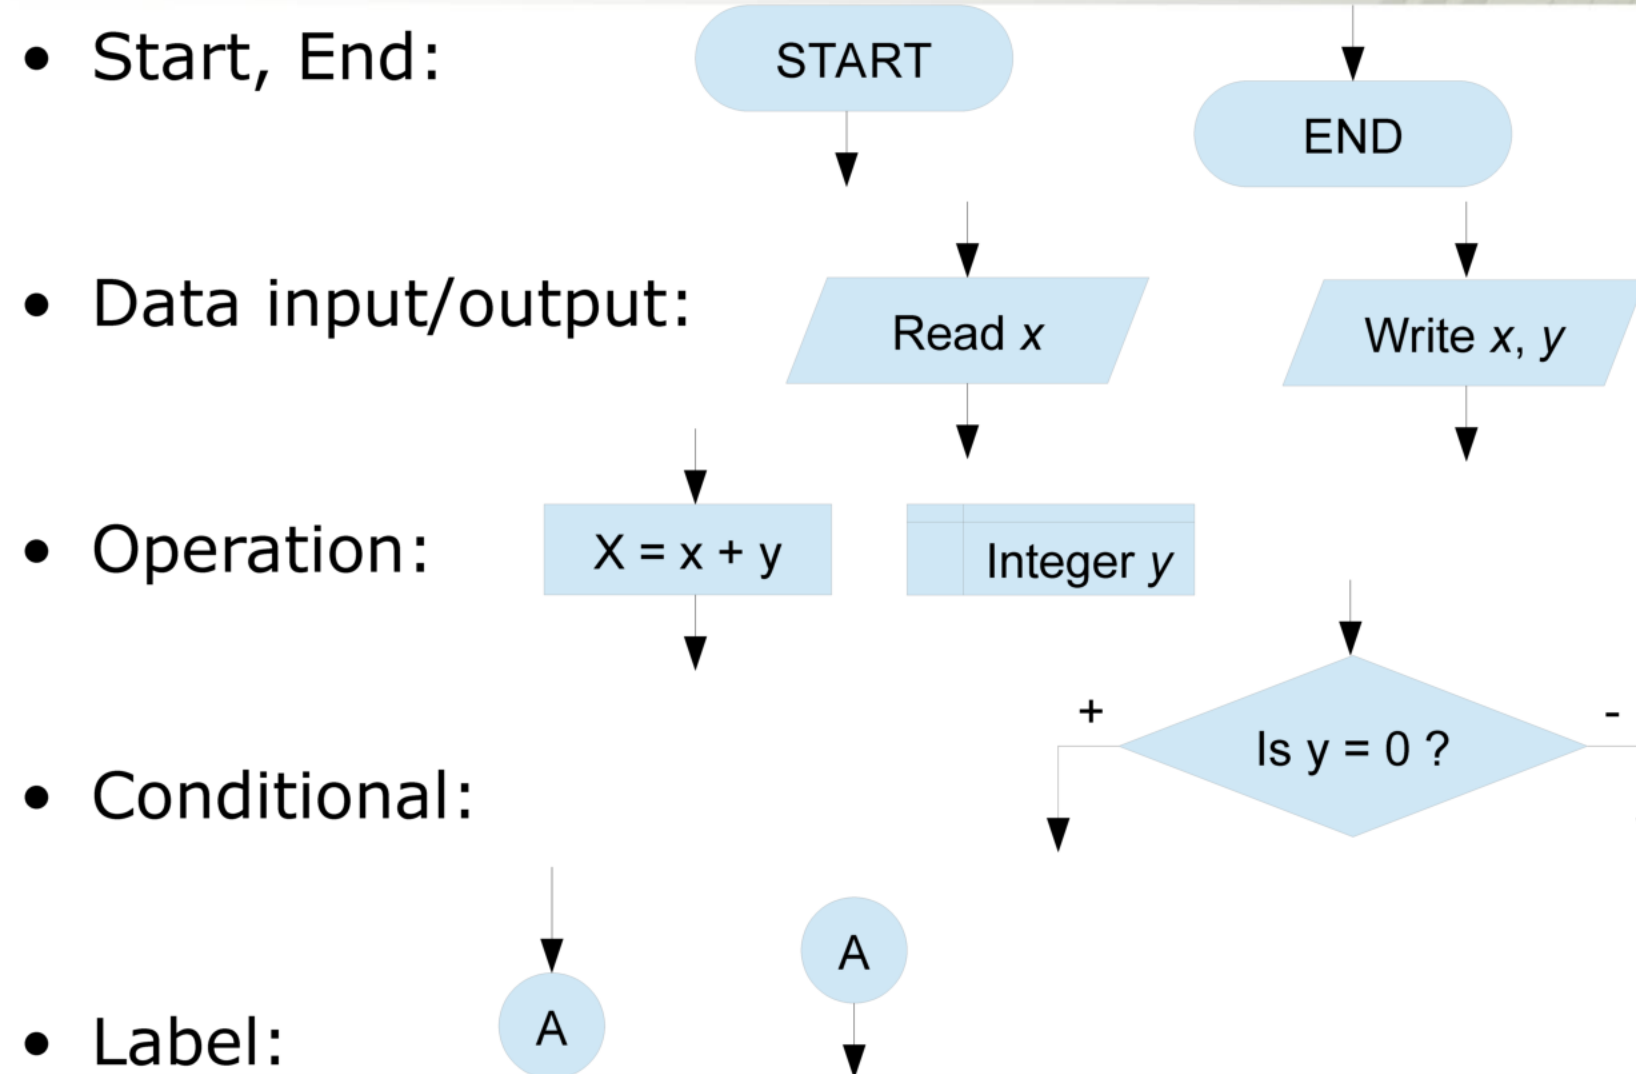 • Start, End:
START
END
• Data input/output:
Read x
Write x, y
• Operation:
X = x + y
Integer y
• Conditional:
+
Is y = 0 ?
-
• Label:
A
A